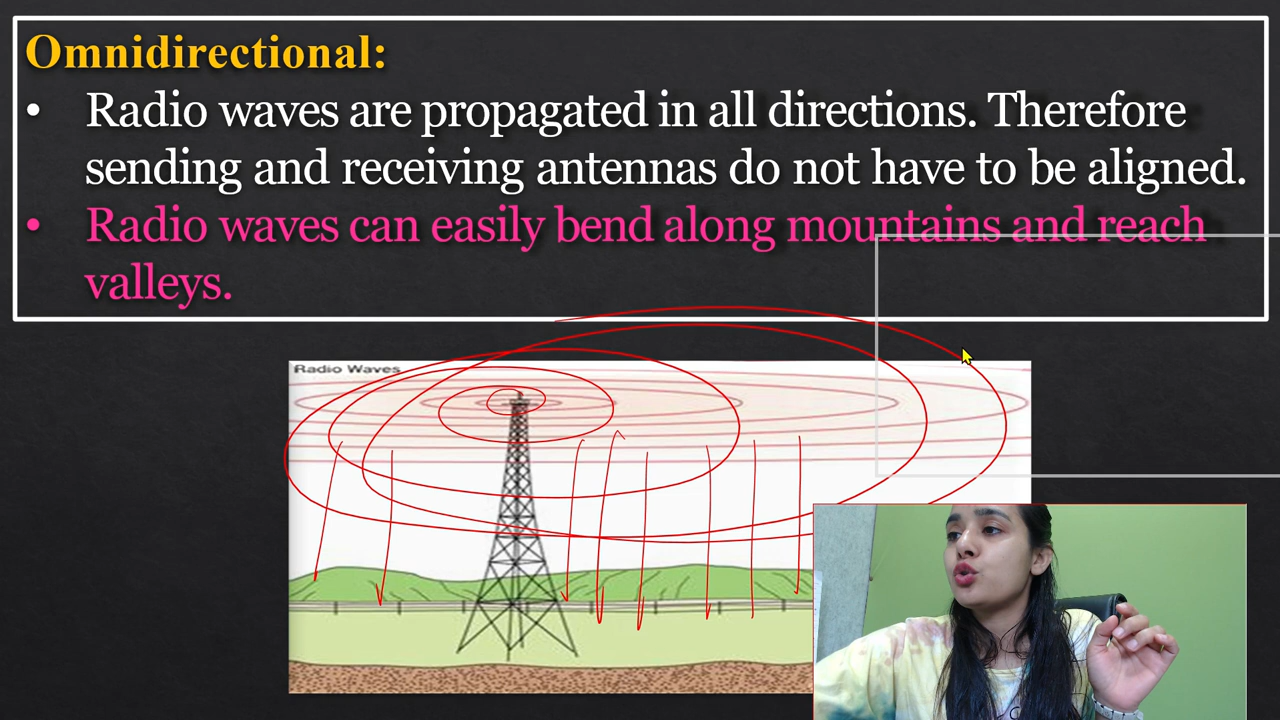 Omnidirectional:
• Radio waves are propagated in all directions. Therefore
sending and receiving antennas do not have to be aligned.
• Radio waves can easily bend along mountains and reach
valleys.
Radio Waves